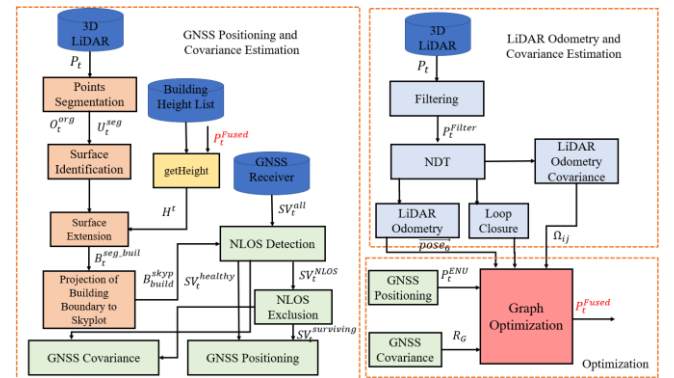 3D
LiDAR
GNSS Positioning and
Covariance Estimation
P_t
Points
Segmentation
O_t^{org}
U_t^{seg}
Building
Height List
P_t^{Fused}
Surface
Identification
getHeight
GNSS
Receiver
H^t
SV_t^{all}
Surface
Extension
NLOS Detection
B_t^{seg_buil}
Projection of
Building
Boundary to
Skyplot
B_{build}^{skyp}
SV_t^{healthy}
SV_t^{NLOS}
NLOS
Exclusion
SV_t^{surviving}
GNSS Covariance
GNSS Positioning
3D
LiDAR
LiDAR Odometry and
Covariance Estimation
P_t
Filtering
P_t^{Filter}
NDT
LiDAR
Odometry
Covariance
LiDAR
Odometry
Loop
Closure
Ω_{ij}
GNSS
Positioning
P_t^{ENU}
Graph
Optimization
P_t^{Fused}
GNSS
Covariance
R_G
Optimization